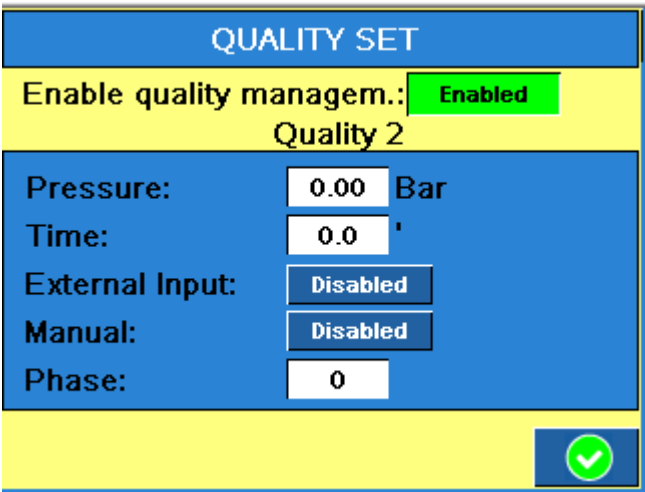 QUALITY SET
Enable quality managem.: Enabled
Quality 2
Pressure: 0.00 Bar
Time: 0.0 '
External Input: Disabled
Manual: Disabled
Phase: 0